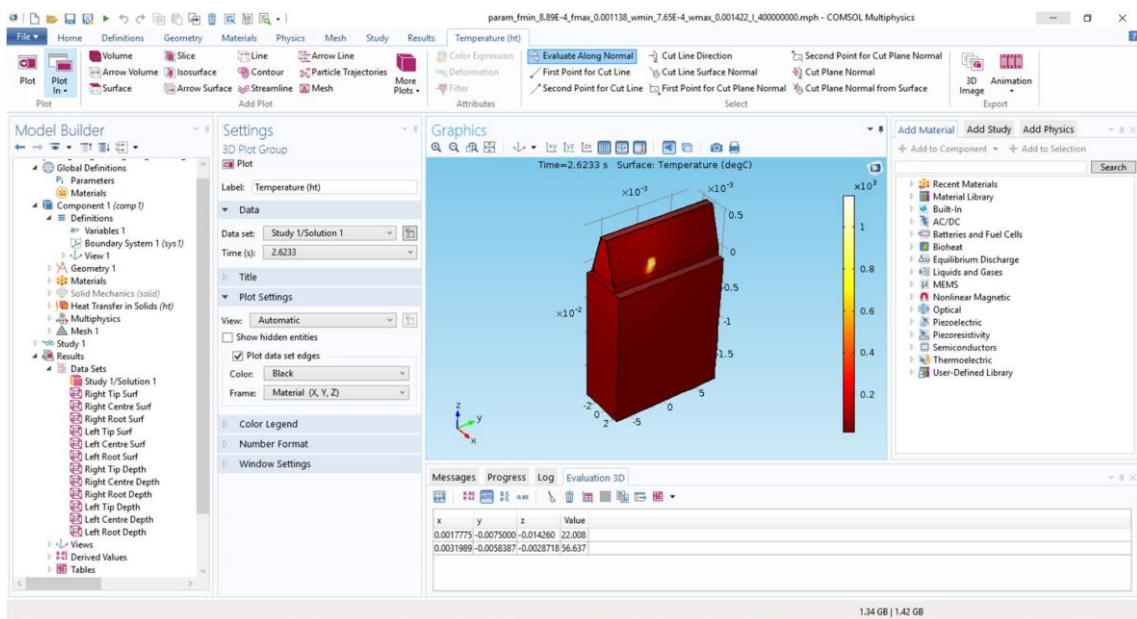 param_fmin_8.89E-4_fmax_0.001138_wmin_7.65E-4_wmax_0.001422_I_400000000.mph - COMSOL Multiphysics
File Home Definitions Geometry Materials Physics Mesh Study Results Temperature (ht)
Plot
Plot In
Plot
Volume Slice Line Arrow Line
Arrow Volume Isosurface Contour Particle Trajectories
Surface Arrow Surface Streamline Mesh
More Plots
Add Plot
Color Expression
Deformation
Filter
Attributes
Evaluate Along Normal Cut Line Direction Second Point for Cut Plane Normal
First Point for Cut Line Cut Line Surface Normal Cut Plane Normal
Second Point for Cut Line First Point for Cut Plane Normal Cut Plane Normal from Surface
Select
3D Image
Animation
Export
Model Builder
Global Definitions
Pi Parameters
Materials
Component 1 (comp1)
Definitions
a= Variables 1
Boundary System 1 (sys1)
View 1
Geometry 1
Materials
Solid Mechanics (solid)
Heat Transfer in Solids (ht)
Multiphysics
Mesh 1
Study 1
Results
Data Sets
Study 1/Solution 1
Right Tip Surf
Right Centre Surf
Right Root Surf
Left Tip Surf
Left Centre Surf
Left Root Surf
Right Tip Depth
Right Centre Depth
Right Root Depth
Left Tip Depth
Left Centre Depth
Left Root Depth
Views
Derived Values
Tables
Settings
3D Plot Group
Plot
Label: Temperature (ht)
Data
Data set: Study 1/Solution 1
Time (s): 2.6233
Title
Plot Settings
View: Automatic
Show hidden entities
Plot data set edges
Color: Black
Frame: Material (X, Y, Z)
Color Legend
Number Format
Window Settings
Graphics
Time=2.6233 s Surface: Temperature (degC)
×10⁻³ ×10⁻³
0.5
0
-0.5
×10⁻²
-1
-1.5
-2
0
2
-5
0
5
z
y
x
×10³
1
0.8
0.6
0.4
0.2
Messages Progress Log Evaluation 3D
x y z Value
0.0017775 -0.0075000 -0.014260 22.008
0.0031989 -0.0058387 -0.0028718 56.637
Add Material Add Study Add Physics
Add to Component Add to Selection
Search
Recent Materials
Material Library
Built-In
AC/DC
Batteries and Fuel Cells
Bioheat
Equilibrium Discharge
Liquids and Gases
MEMS
Nonlinear Magnetic
Optical
Piezoelectric
Piezoresistivity
Semiconductors
Thermoelectric
User-Defined Library
1.34 GB | 1.42 GB